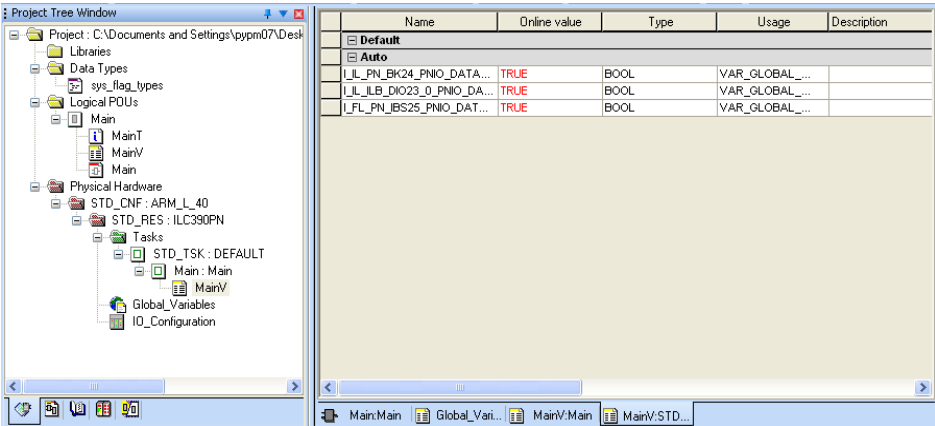 Project Tree Window
Project : C:\Documents and Settings\pypm07\Desk
Libraries
Data Types
sys_flag_types
Logical POUs
Main
MainT
MainV
Main
Physical Hardware
STD_CNF : ARM_L_40
STD_RES : ILC390PN
Tasks
STD_TSK : DEFAULT
Main : Main
MainV
Global_Variables
IO_Configuration
Name Online value Type Usage Description
Default
Auto
I_IL_PN_BK24_PNIO_DATA... TRUE BOOL VAR_GLOBAL_...
I_IL_ILB_DIO23_0_PNIO_DA... TRUE BOOL VAR_GLOBAL_...
I_FL_PN_IBS25_PNIO_DAT... TRUE BOOL VAR_GLOBAL_...
Main:Main Global_Vari... MainV:Main MainV:STD...